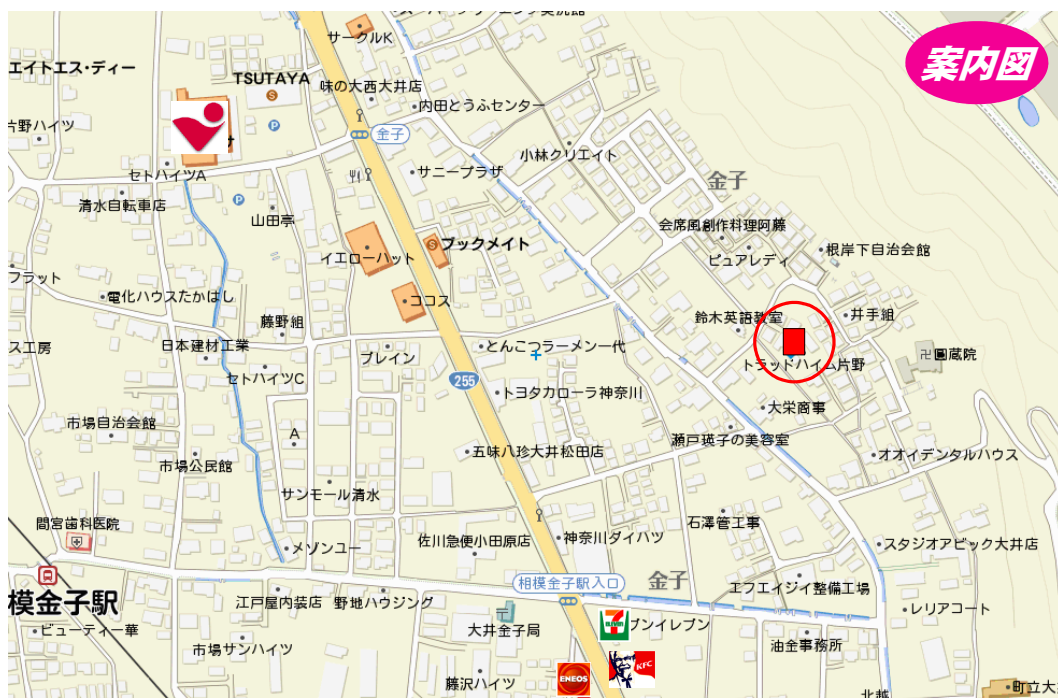 案内図
サークルK
エイトエス・ディー
TSUTAYA
味の大西大井店
内田とうふセンター
片野ハイツ
金子
小林クリエイト
セトハイツA
サニープラザ
金子
清水自転車店
山田亭
会席風創作料理阿藤
ブックメイト
根岸下自治会館
イエローハット
ピュアレディ
フラット
電化ハウスたかはし
ココス
藤野組
鈴木英語教室
井手組
ス工房
日本建材工業
ブレイン
とんこつラーメン一代
圓蔵院
トラッドハイム片野
セトハイツC
255
トヨタカローラ神奈川
大栄商事
市場自治会館
A
瀬戸瑛子の美容室
五味八珍大井松田店
オオイデンタルハウス
市場公民館
サンモール清水
間宮歯科医院
石澤管工事
メゾンユー
佐川急便小田原店
神奈川ダイハツ
スタジオアビック大井店
相模金子駅入口
金子
エフエイジイ整備工場
模金子駅
江戸屋内装店
野地ハウジング
レリアコート
ビューティー華
大井金子局
ELEVEN
ブンイレブン
油金事務所
市場サンハイツ
KFC
ENEOS
藤沢ハイツ
町立大